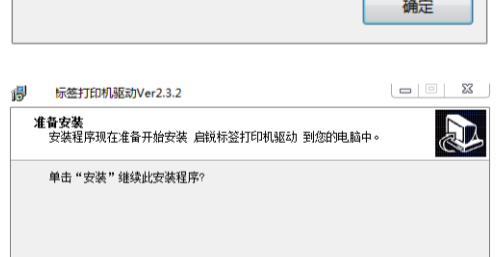 确定
标签打印机驱动Ver2.3.2
准备安装
安装程序现在准备开始安装 启锐标签打印机驱动 到您的电脑中。
单击“安装”继续此安装程序?